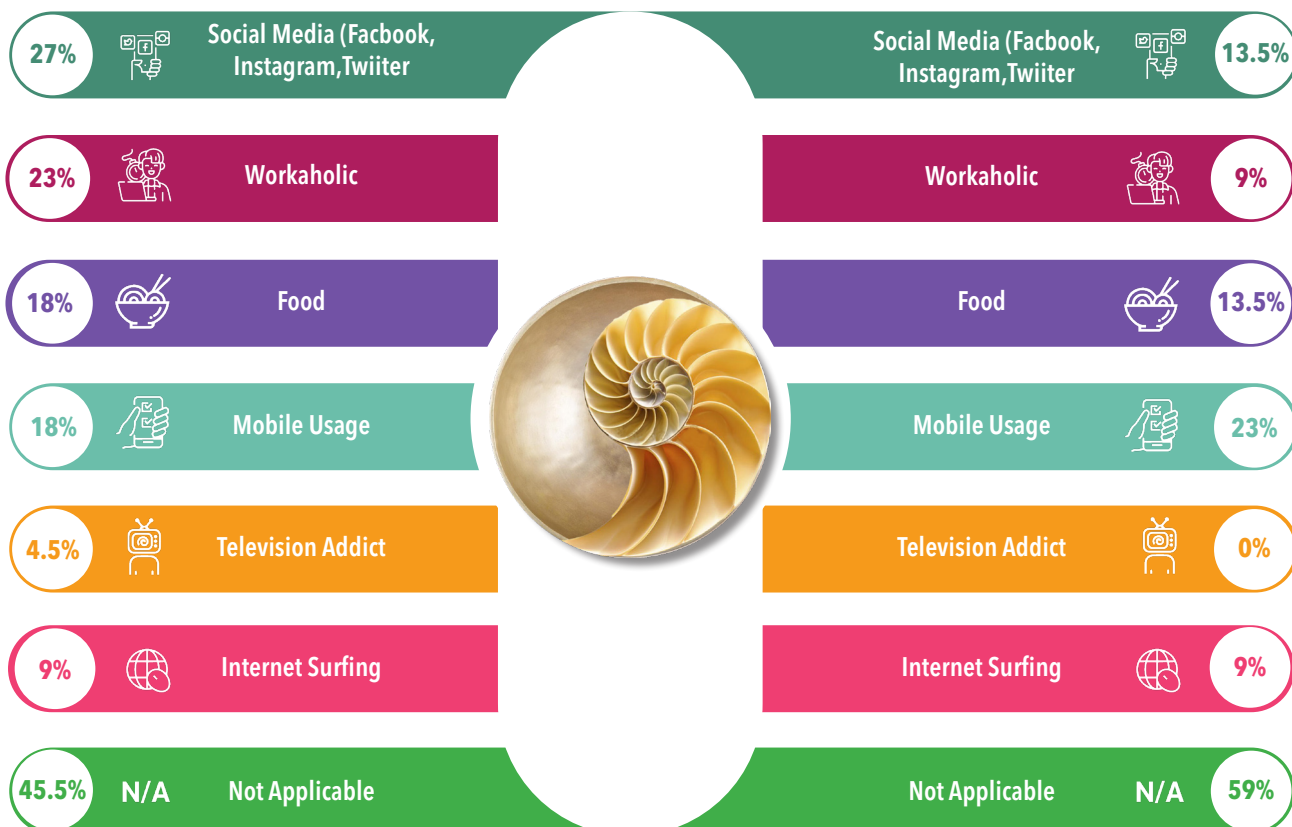 27%
Social Media (Facbook,
Instagram,Twiiter
Social Media (Facbook,
Instagram,Twiiter
13.5%
23%
Workaholic
Workaholic
9%
18%
Food
Food
13.5%
18%
Mobile Usage
Mobile Usage
23%
4.5%
Television Addict
Television Addict
0%
9%
Internet Surfing
Internet Surfing
9%
45.5%
N/A
Not Applicable
Not Applicable
N/A
59%